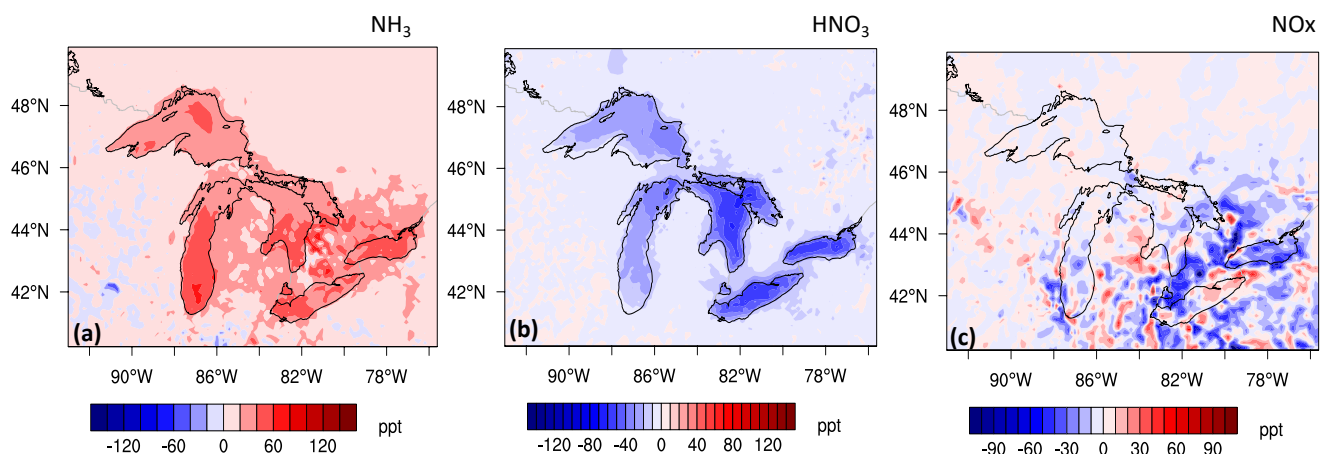 NH₃ HNO₃ NOx
48°N 48°N 48°N
46°N 46°N 46°N
44°N 44°N 44°N
42°N 42°N 42°N
(a) (b) (c)
90°W 86°W 82°W 78°W 90°W 86°W 82°W 78°W 90°W 86°W 82°W 78°W
-120 -60 0 60 120 ppt -120 -80 -40 0 40 80 120 ppt -90 -60 -30 0 30 60 90 ppt